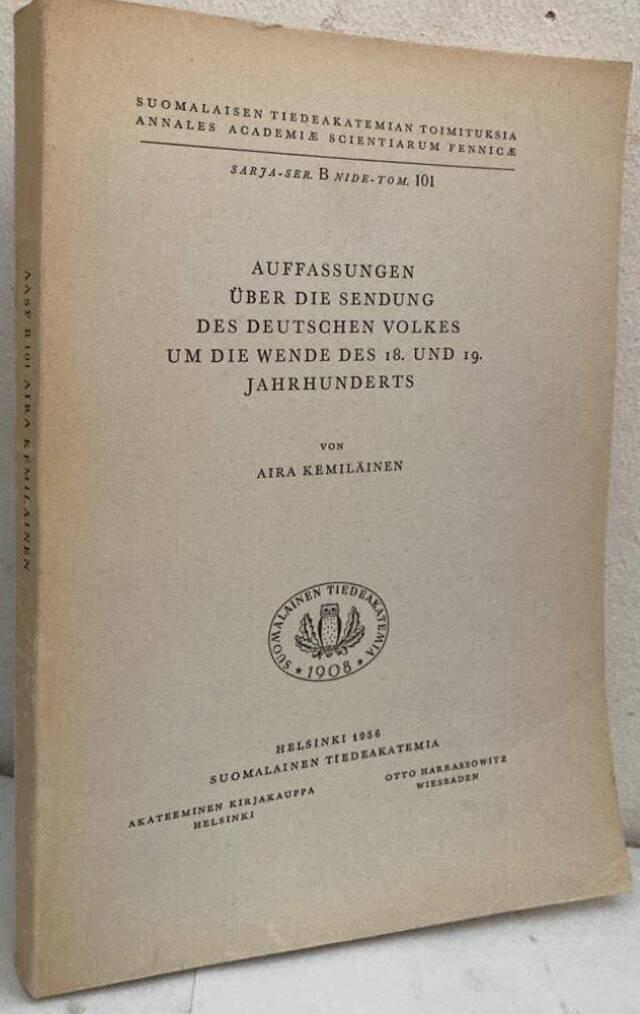 SUOMALAISEN TIEDEAKATEMIAN TOIMITUKSIA
ANNALES ACADEMIÆ SCIENTIARUM FENNICÆ
SARJA-SER. B NIDE-TOM. 101
AUFFASSUNGEN
ÜBER DIE SENDUNG
DES DEUTSCHEN VOLKES
UM DIE WENDE DES 18. UND 19.
JAHRHUNDERTS
VON
AIRA KEMILÄINEN
SUOMALAINEN TIEDEAKATEMIA
* 1908 *
HELSINKI 1956
SUOMALAINEN TIEDEAKATEMIA
AKATEEMINEN KIRJAKAUPPA
HELSINKI
OTTO HARRASSOWITZ
WIESBADEN
AASF B 101 AIRA KEMILÄINEN